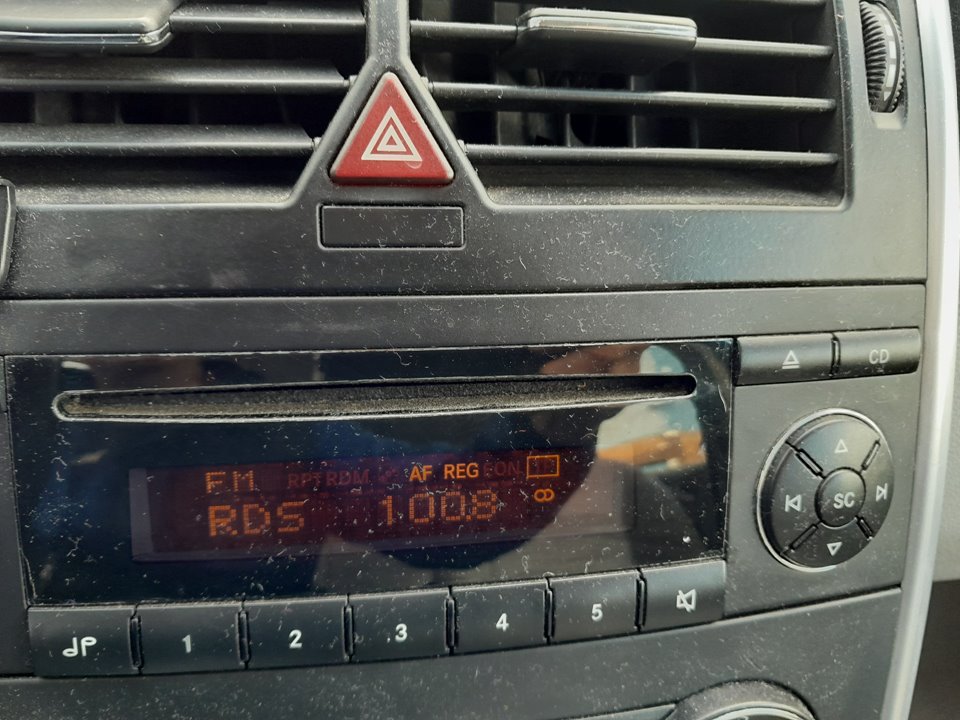 CD
FM RPT RDM AF REG EON
RDS 100.8
SC
1 2 3 4 5